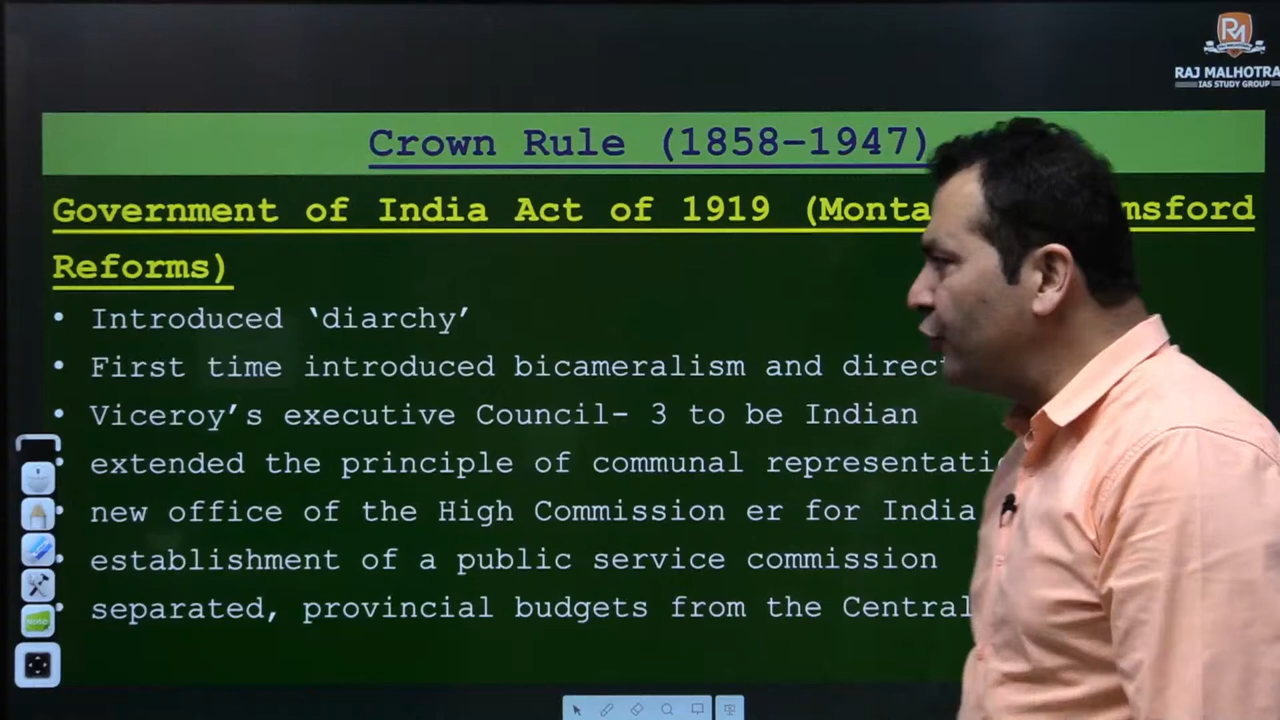 RM
RAJ MALHOTRA
IAS STUDY GROUP
Crown Rule (1858-1947)
Government of India Act of 1919 (Monta msford
Reforms)
• Introduced ‘diarchy’
• First time introduced bicameralism and direct
• Viceroy’s executive Council- 3 to be Indian
• extended the principle of communal representati
• new office of the High Commission er for India
• establishment of a public service commission
• separated, provincial budgets from the Central